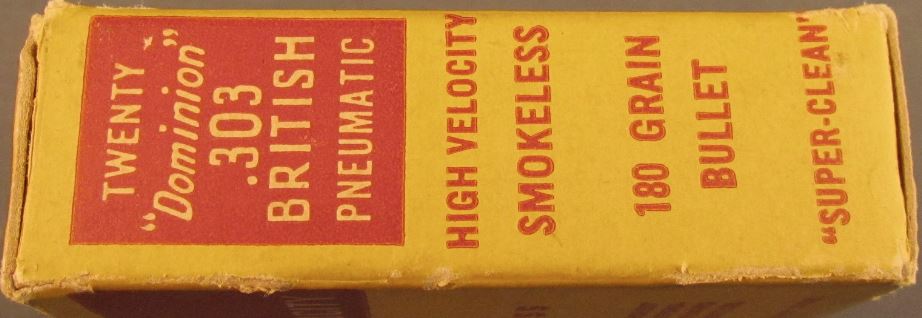 TWENTY
"Dominion"
.303
BRITISH
PNEUMATIC
HIGH VELOCITY
SMOKELESS
180 GRAIN
BULLET
"SUPER-CLEAN"